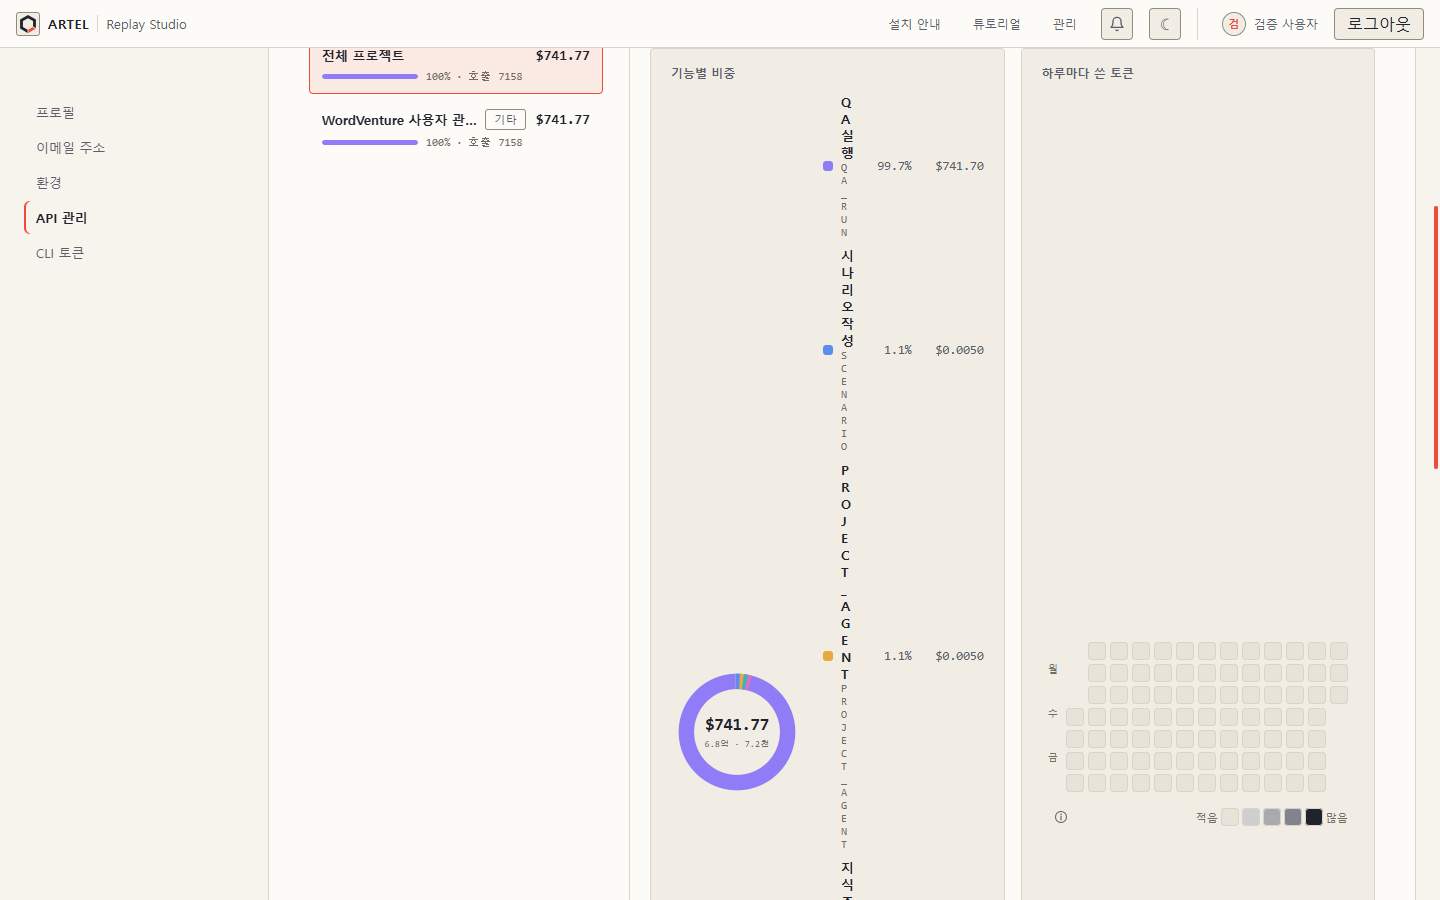 ARTEL Replay Studio
설치 안내
튜토리얼
관리
검
검증 사용자
로그아웃
프로필
이메일 주소
환경
API 관리
CLI 토큰
전체 프로젝트 $741.77
100% · 호출 7158
WordVenture 사용자 관... 기타 $741.77
100% · 호출 7158
기능별 비중
$741.77
6.8억 · 7.2천
QA 실행
QA_RUN
99.7% $741.70
시나리오 작성
SCENARIO
1.1% $0.0050
PROJECT_AGENT
PROJECT_AGENT
1.1% $0.0050
지식
하루마다 쓴 토큰
월
수
금
적음
많음